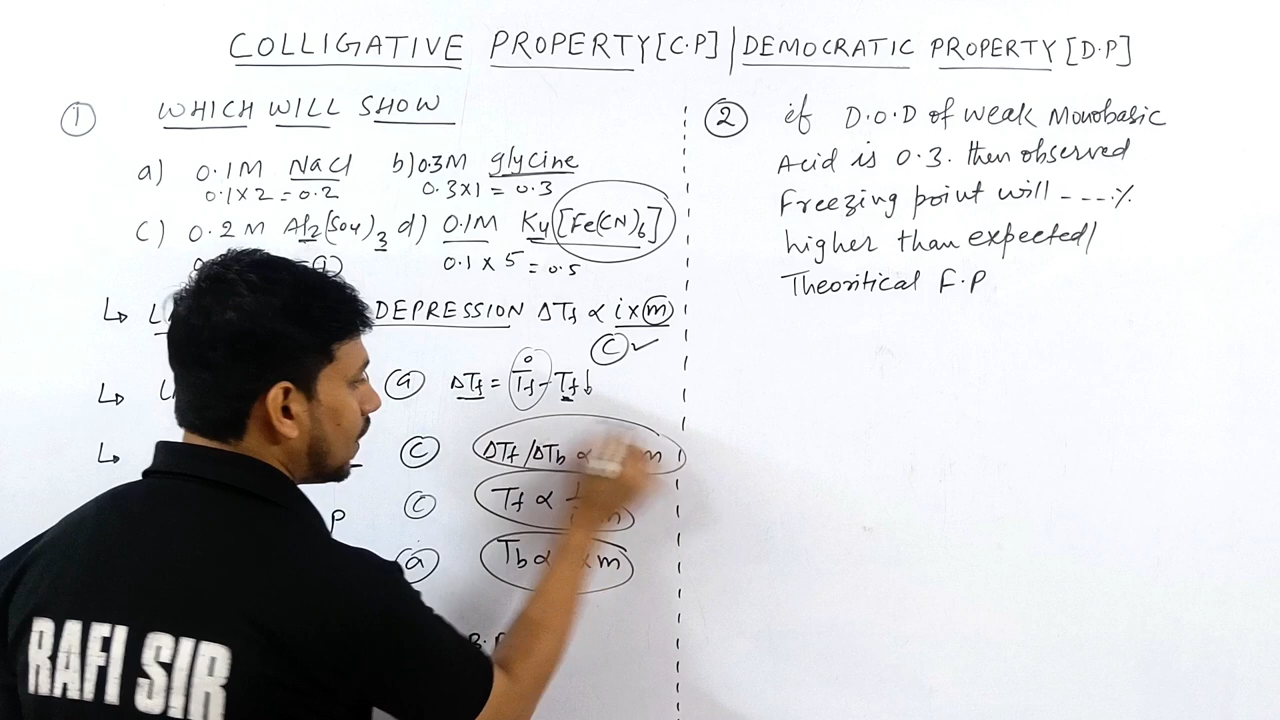 COLLIGATIVE PROPERTY [C.P] | DEMOCRATIC PROPERTY [D.P]
① WHICH WILL SHOW
a) 0.1M NaCl b) 0.3M glycine
0.1×2=0.2 0.3×1=0.3
c) 0.2M Al2(SO4)3 d) 0.1M K4[Fe(CN)6]
0.1×5=0.5
DEPRESSION ΔTf ∝ i×m
c ✓
a ΔTf = T°f - Tf↓
c ΔTf/ΔTb ∝ m
P c Tf ∝ m
a Tb ∝ ×m
B.P
② if D.O.D of weak Monobasic
Acid is 0.3. then observed
Freezing point will ----%
higher than expected/
Theoritical F.P
RAFI SIR